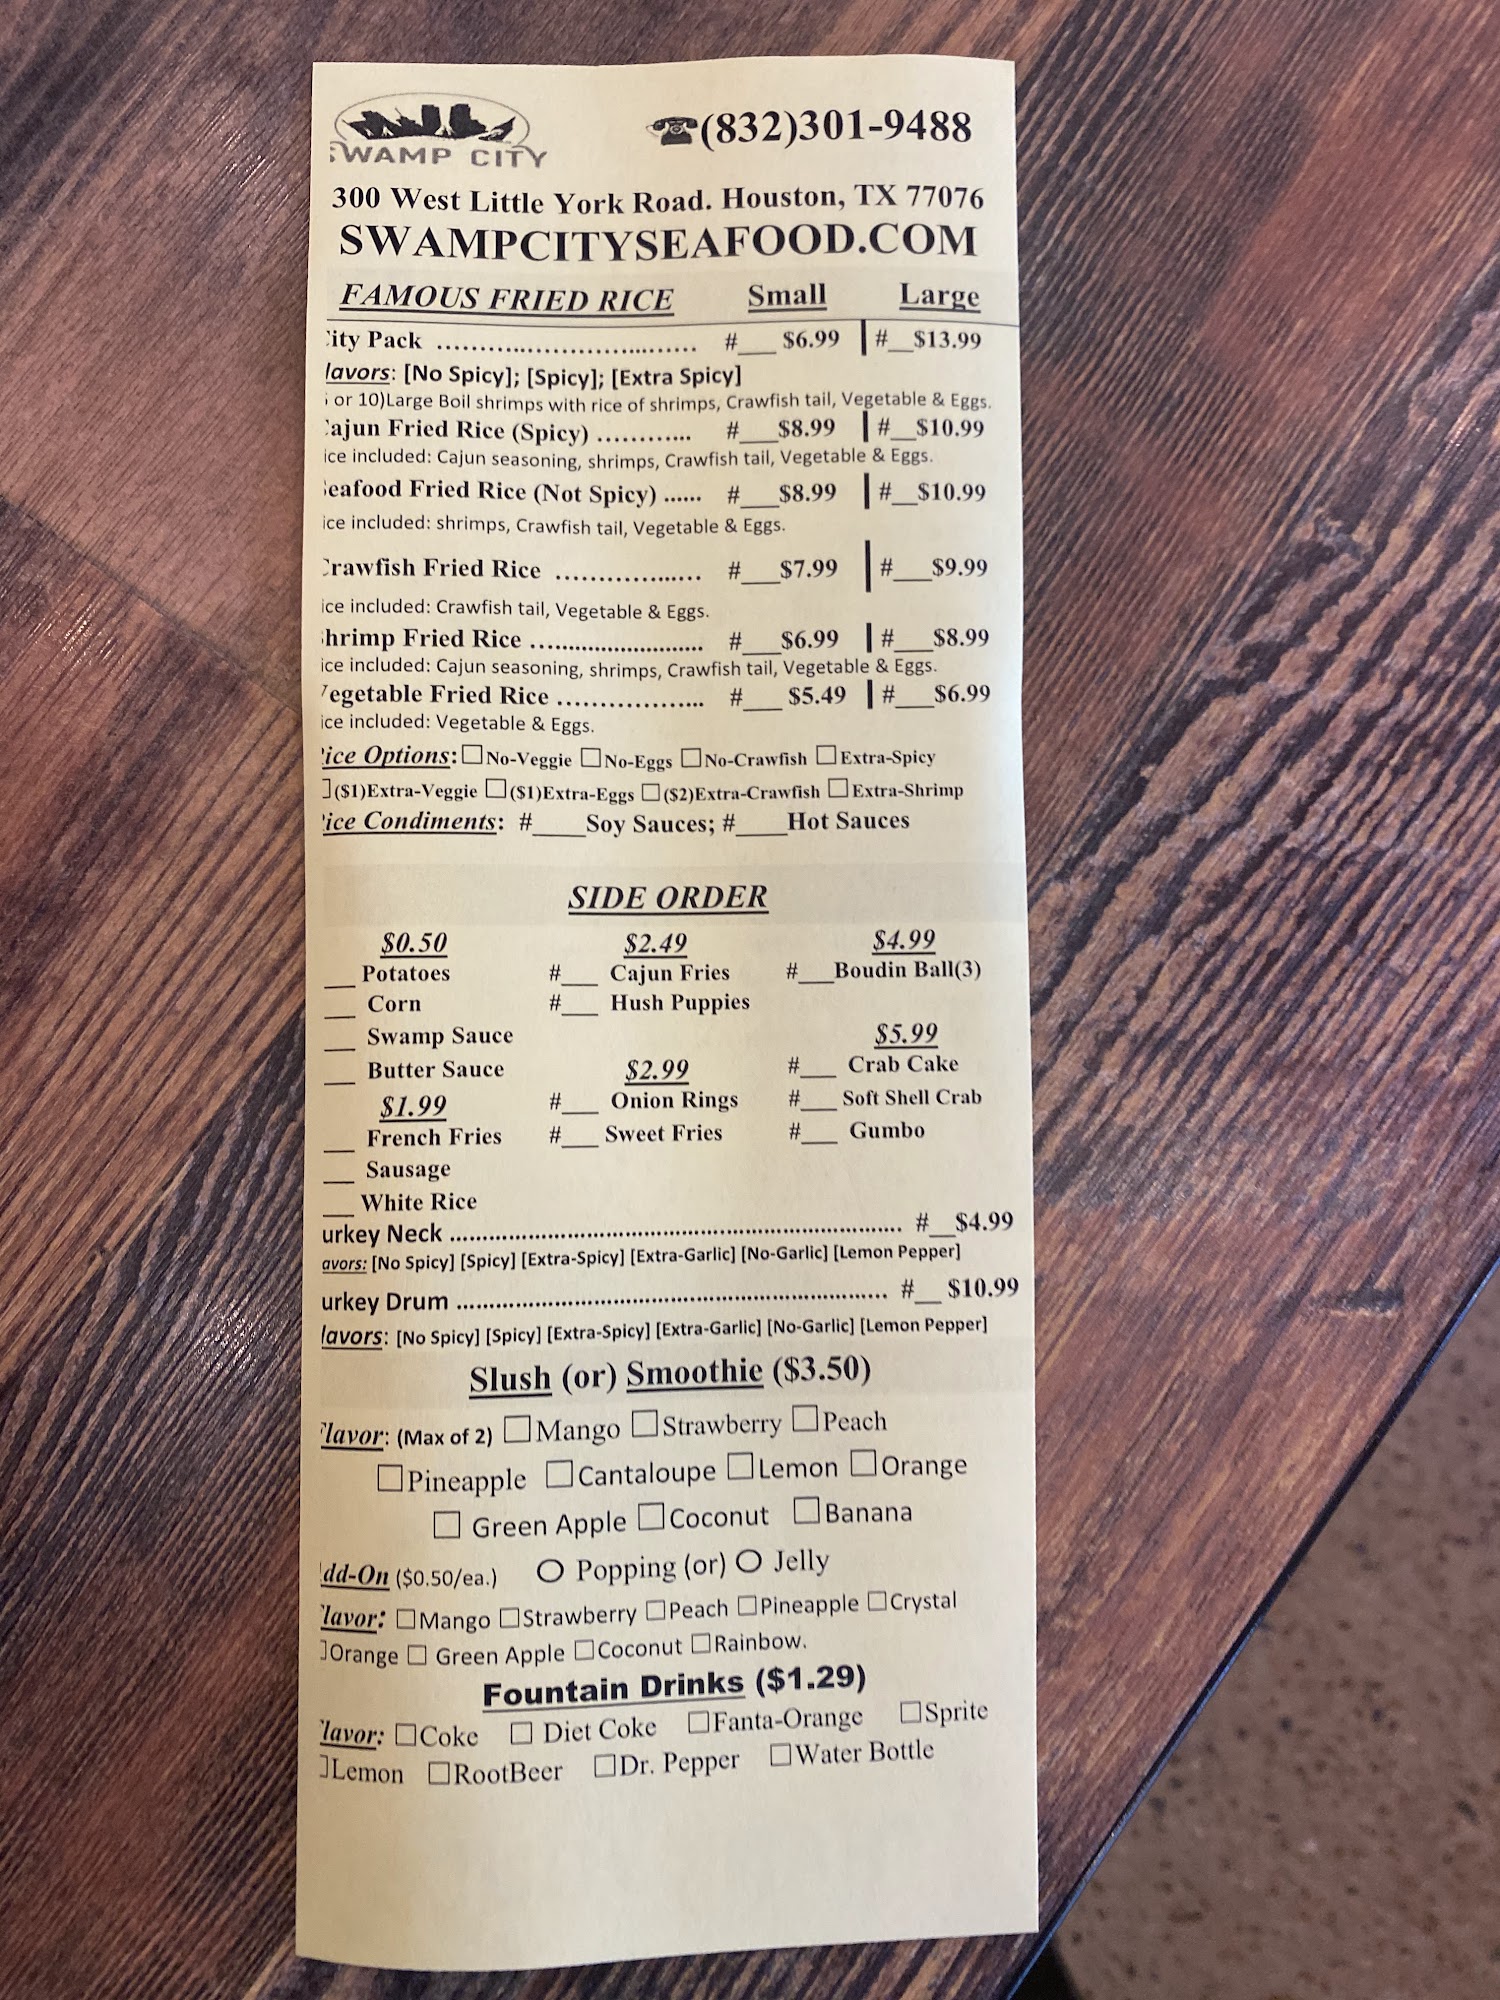 SWAMP CITY
(832)301-9488
300 West Little York Road. Houston, TX 77076
SWAMPCITYSEAFOOD.COM
FAMOUS FRIED RICE Small Large
ity Pack ................................ #___ $6.99 | #__$13.99
lavors: [No Spicy]; [Spicy]; [Extra Spicy]
or 10)Large Boil shrimps with rice of shrimps, Crawfish tail, Vegetable & Eggs.
ajun Fried Rice (Spicy) ............ #___$8.99 | #__$10.99
ice included: Cajun seasoning, shrimps, Crawfish tail, Vegetable & Eggs.
eafood Fried Rice (Not Spicy) ...... #___$8.99 | #__$10.99
ice included: shrimps, Crawfish tail, Vegetable & Eggs.
rawfish Fried Rice .................. #___$7.99 | #___$9.99
ice included: Crawfish tail, Vegetable & Eggs.
hrimp Fried Rice .......................... #___$6.99 | #___$8.99
ice included: Cajun seasoning, shrimps, Crawfish tail, Vegetable & Eggs.
egetable Fried Rice .................... #___ $5.49 | #___$6.99
ice included: Vegetable & Eggs.
ice Options: ☐No-Veggie ☐No-Eggs ☐No-Crawfish ☐Extra-Spicy
☐($1)Extra-Veggie ☐($1)Extra-Eggs ☐($2)Extra-Crawfish ☐Extra-Shrimp
ice Condiments: #____Soy Sauces; #____Hot Sauces
SIDE ORDER
$0.50 $2.49 $4.99
___ Potatoes #___ Cajun Fries #___Boudin Ball(3)
___ Corn #___ Hush Puppies
___ Swamp Sauce $5.99
___ Butter Sauce $2.99 #___ Crab Cake
$1.99 #___ Onion Rings #___ Soft Shell Crab
___ French Fries #___ Sweet Fries #___ Gumbo
___ Sausage
___ White Rice
urkey Neck ........................................................................ #__$4.99
avors: [No Spicy] [Spicy] [Extra-Spicy] [Extra-Garlic] [No-Garlic] [Lemon Pepper]
urkey Drum ...................................................................... #__ $10.99
lavors: [No Spicy] [Spicy] [Extra-Spicy] [Extra-Garlic] [No-Garlic] [Lemon Pepper]
Slush (or) Smoothie ($3.50)
lavor: (Max of 2) ☐Mango ☐Strawberry ☐Peach
☐Pineapple ☐Cantaloupe ☐Lemon ☐Orange
☐ Green Apple ☐Coconut ☐Banana
dd-On ($0.50/ea.) O Popping (or) O Jelly
lavor: ☐Mango ☐Strawberry ☐Peach ☐Pineapple ☐Crystal
☐Orange ☐ Green Apple ☐Coconut ☐Rainbow.
Fountain Drinks ($1.29)
lavor: ☐Coke ☐ Diet Coke ☐Fanta-Orange ☐Sprite
☐Lemon ☐RootBeer ☐Dr. Pepper ☐Water Bottle